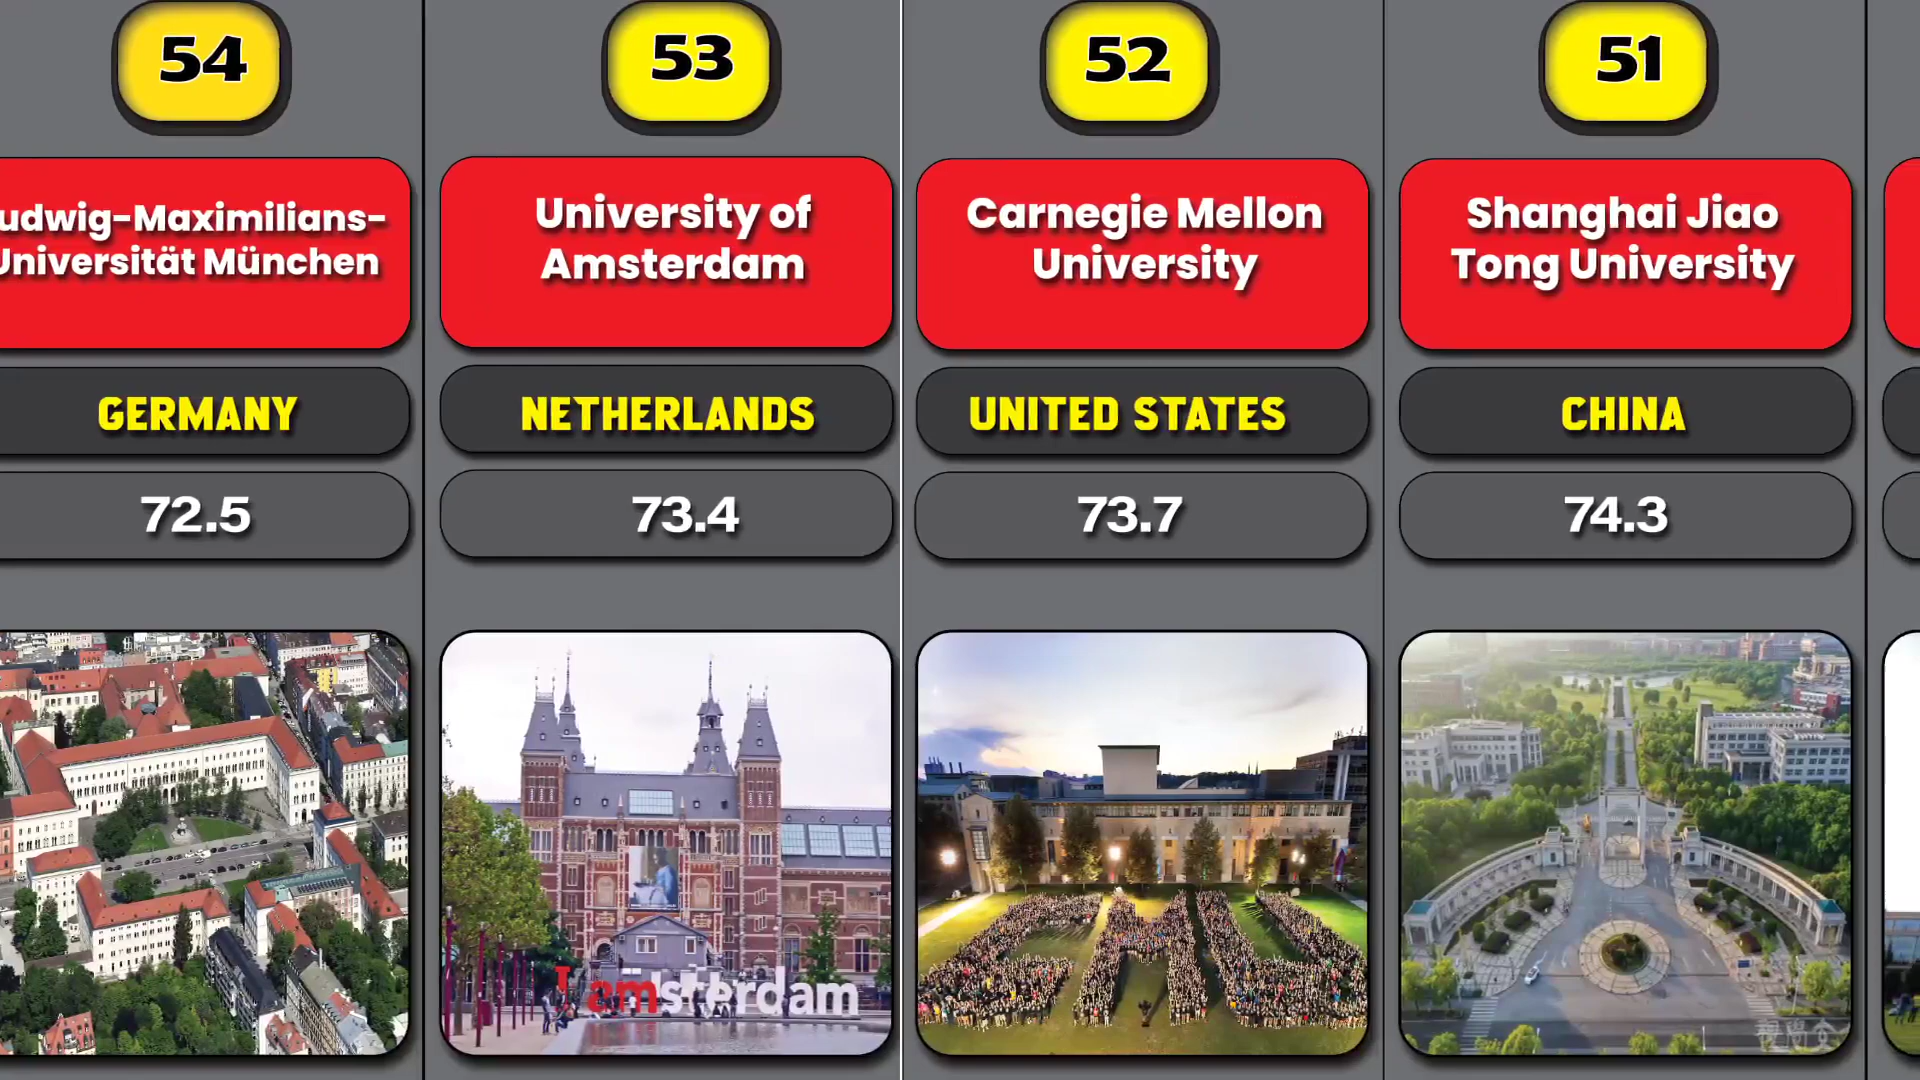 54
udwig-Maximilians-
Universität München
GERMANY
72.5
53
University of
Amsterdam
NETHERLANDS
73.4
I amsterdam
52
Carnegie Mellon
University
UNITED STATES
73.7
CMU
51
Shanghai Jiao
Tong University
CHINA
74.3